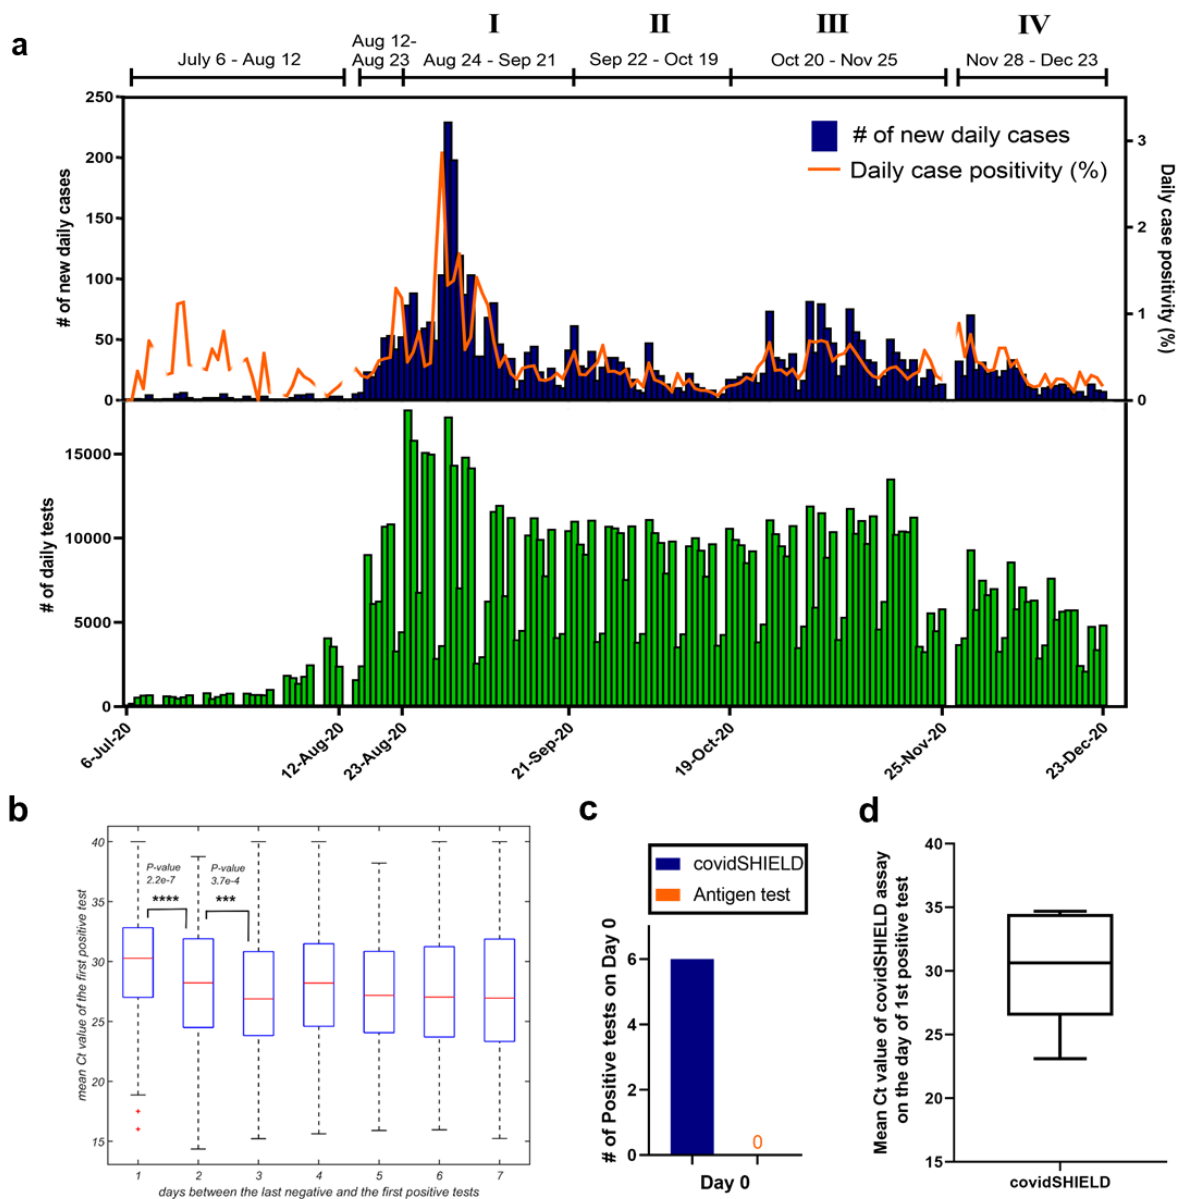 a
I II III IV
July 6 - Aug 12
Aug 12-
Aug 23
Aug 24 - Sep 21
Sep 22 - Oct 19
Oct 20 - Nov 25
Nov 28 - Dec 23
# of new daily cases
250
200
150
100
50
0
# of new daily cases
Daily case positivity (%)
3
2
1
0
Daily case positivity (%)
# of daily tests
15000
10000
5000
0
6-Jul-20
12-Aug-20
23-Aug-20
21-Sep-20
19-Oct-20
25-Nov-20
23-Dec-20
b
mean Ct value of the first positive test
40
35
30
25
20
15
P-value
2.2e-7
****
P-value
3.7e-4
***
1 2 3 4 5 6 7
days between the last negative and the first positive tests
c
covidSHIELD
Antigen test
# of Positive tests on Day 0
6
4
2
0
0
Day 0
d
Mean Ct value of covidSHIELD assay
on the day of 1st positive test
40
35
30
25
20
15
covidSHIELD